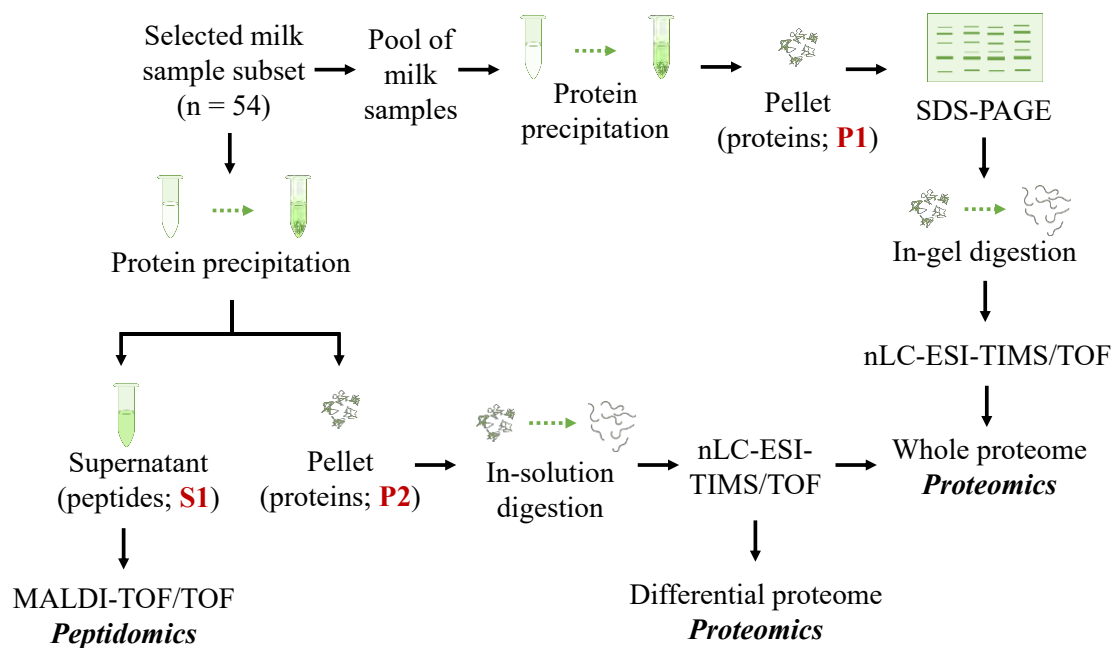 Selected milk
sample subset
(n = 54)
Pool of
milk
samples
Protein
precipitation
Pellet
(proteins; P1)
SDS-PAGE
In-gel digestion
nLC-ESI-TIMS/TOF
Whole proteome
Proteomics
Protein precipitation
Supernatant
(peptides; S1)
MALDI-TOF/TOF
Peptidomics
Pellet
(proteins; P2)
In-solution
digestion
nLC-ESI-
TIMS/TOF
Differential proteome
Proteomics